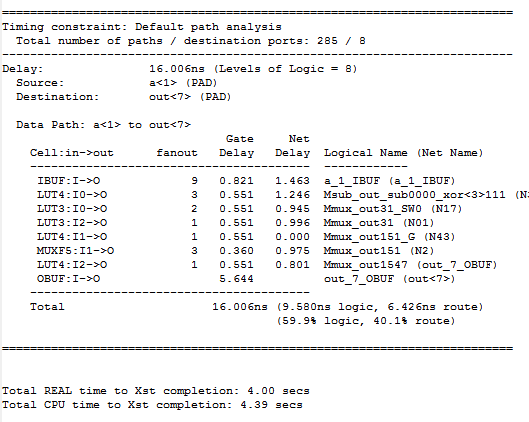 Timing constraint: Default path analysis
Total number of paths / destination ports: 285 / 8
Delay: 16.006ns (Levels of Logic = 8)
Source: a<1> (PAD)
Destination: out<7> (PAD)
Data Path: a<1> to out<7>
Gate Net
Cell:in->out fanout Delay Delay Logical Name (Net Name)
IBUF:I->O 9 0.821 1.463 a_1_IBUF (a_1_IBUF)
LUT4:I0->O 3 0.551 1.246 Msub_out_sub0000_xor<3>111 (N
LUT3:I0->O 2 0.551 0.945 Mmux_out31_SW0 (N17)
LUT3:I2->O 1 0.551 0.996 Mmux_out31 (N01)
LUT4:I1->O 1 0.551 0.000 Mmux_out151_G (N43)
MUXF5:I1->O 3 0.360 0.975 Mmux_out151 (N2)
LUT4:I2->O 1 0.551 0.801 Mmux_out1547 (out_7_OBUF)
OBUF:I->O 5.644 out_7_OBUF (out<7>)
Total 16.006ns (9.580ns logic, 6.426ns route)
(59.9% logic, 40.1% route)
Total REAL time to Xst completion: 4.00 secs
Total CPU time to Xst completion: 4.39 secs